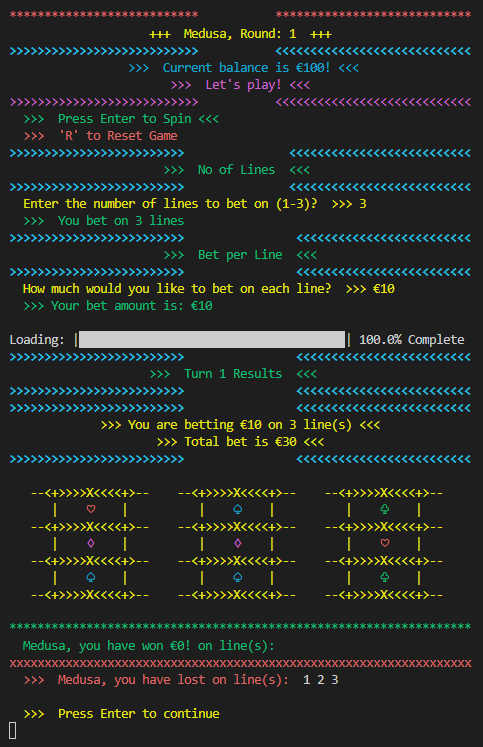 ***************************           ****************************
+++  Medusa, Round: 1  +++
>>>>>>>>>>>>>>>>>>>>>>>>>>>           <<<<<<<<<<<<<<<<<<<<<<<<<<<<
>>>  Current balance is €100! <<<
>>>  Let's play! <<<
>>>>>>>>>>>>>>>>>>>>>>>>>>>           <<<<<<<<<<<<<<<<<<<<<<<<<<<<
>>>  Press Enter to Spin <<<
>>>  'R' to Reset Game
>>>>>>>>>>>>>>>>>>>>>>>>>               <<<<<<<<<<<<<<<<<<<<<<<<<<
>>>  No of Lines  <<<
>>>>>>>>>>>>>>>>>>>>>>>>>               <<<<<<<<<<<<<<<<<<<<<<<<<<
Enter the number of lines to bet on (1-3)?  >>> 3
>>>  You bet on 3 lines
>>>>>>>>>>>>>>>>>>>>>>>>>                <<<<<<<<<<<<<<<<<<<<<<<<<
>>>  Bet per Line  <<<
>>>>>>>>>>>>>>>>>>>>>>>>>                <<<<<<<<<<<<<<<<<<<<<<<<<
How much would you like to bet on each line?  >>> €10
>>> Your bet amount is: €10
Loading: |██████████████████████████████████████| 100.0% Complete
>>>>>>>>>>>>>>>>>>>>>>>>>                <<<<<<<<<<<<<<<<<<<<<<<<<
>>>  Turn 1 Results  <<<
>>>>>>>>>>>>>>>>>>>>>>>>>                <<<<<<<<<<<<<<<<<<<<<<<<<
>>>>>>>>>>>>>>>>>>>>>>>>>                <<<<<<<<<<<<<<<<<<<<<<<<<
>>> You are betting €10 on 3 line(s) <<<
>>> Total bet is €30 <<<
>>>>>>>>>>>>>>>>>>>>>>>>>                <<<<<<<<<<<<<<<<<<<<<<<<<
--<+>>>>X<<<<+>--    --<+>>>>X<<<<+>--    --<+>>>>X<<<<+>--
|    ♡    |            |    ♤    |            |    ♧    |
--<+>>>>X<<<<+>--    --<+>>>>X<<<<+>--    --<+>>>>X<<<<+>--
|    ♢    |            |    ♢    |            |    ♡    |
--<+>>>>X<<<<+>--    --<+>>>>X<<<<+>--    --<+>>>>X<<<<+>--
|    ♤    |            |    ♤    |            |    ♧    |
--<+>>>>X<<<<+>--    --<+>>>>X<<<<+>--    --<+>>>>X<<<<+>--
******************************************************************
Medusa, you have won €0! on line(s):
xxxxxxxxxxxxxxxxxxxxxxxxxxxxxxxxxxxxxxxxxxxxxxxxxxxxxxxxxxxxxxxxxx
>>>  Medusa, you have lost on line(s):  1 2 3
>>>  Press Enter to continue